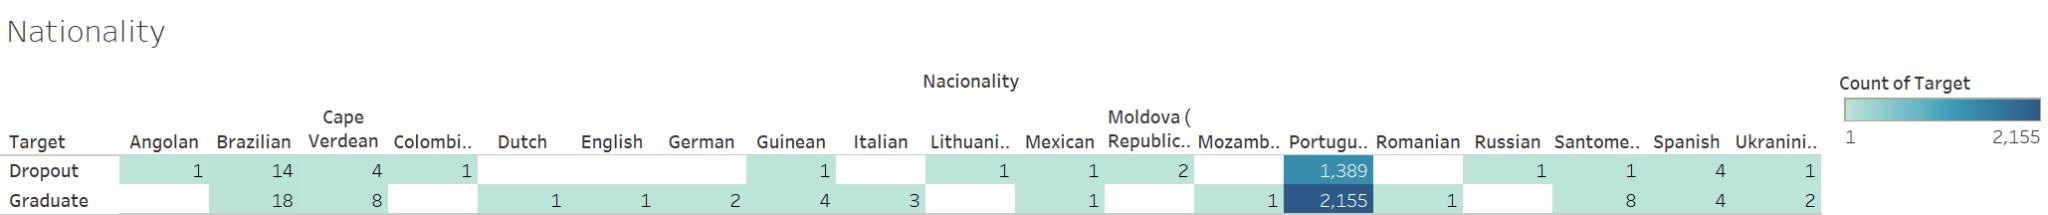 Nationality
Nacionality
Count of Target
1 2,155
Target Angolan Brazilian Cape Verdean Colombi.. Dutch English German Guinean Italian Lithuani.. Mexican Moldova ( Republic.. Mozamb.. Portugu.. Romanian Russian Santome.. Spanish Ukranini..
Dropout 1 14 4 1 1 1 1 2 1,389 1 1 4 1
Graduate 18 8 1 1 2 4 3 1 1 2,155 1 8 4 2